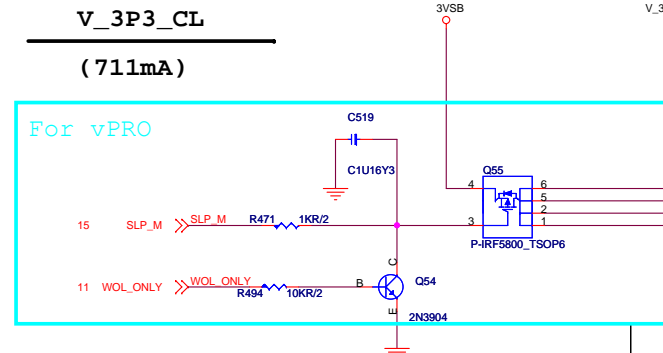 V_3P3_CL
3VSB
V_3
(711mA)
For vPRO
C519
C1U16Y3
Q55
4
6
5
2
3
1
P-IRF5800_TSOP6
15
SLP_M
SLP_M
R471
1KR/2
11
WOL_ONLY
WOL_ONLY
R494
10KR/2
B
C
E
Q54
2N3904